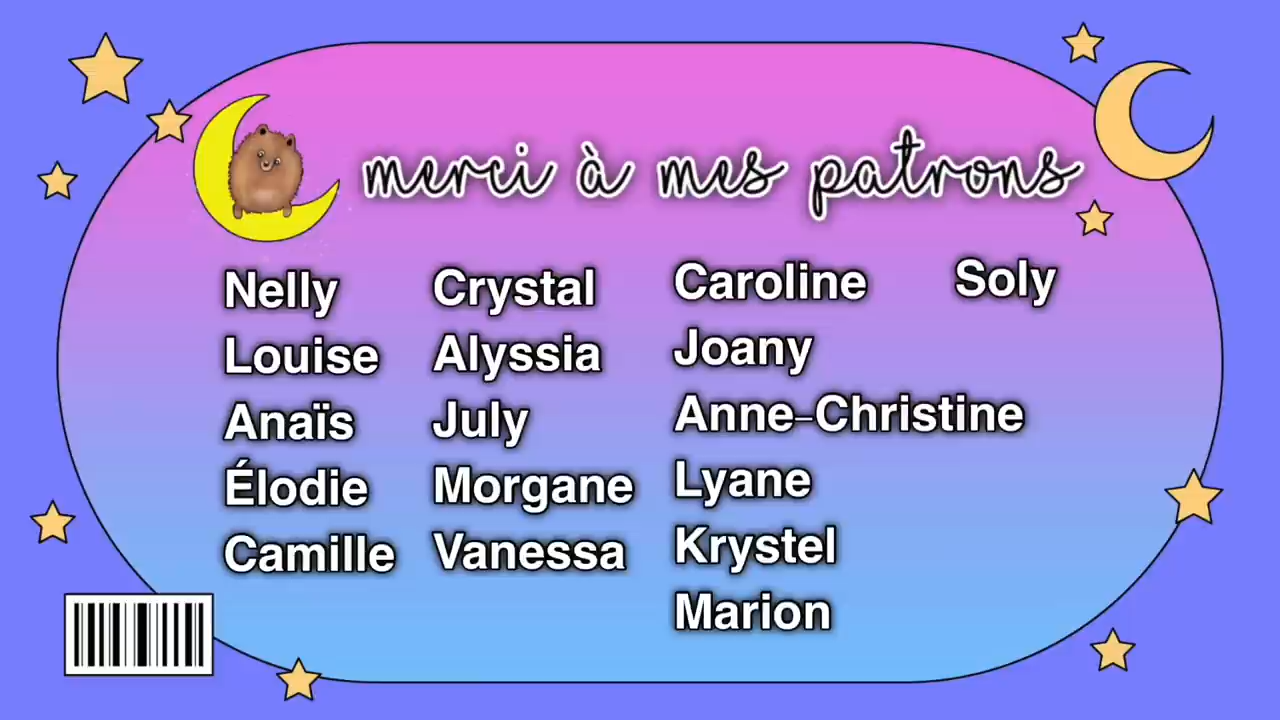 merci à mes patrons
Nelly
Louise
Anaïs
Élodie
Camille
Crystal
Alyssia
July
Morgane
Vanessa
Caroline
Joany
Anne-Christine
Lyane
Krystel
Marion
Soly